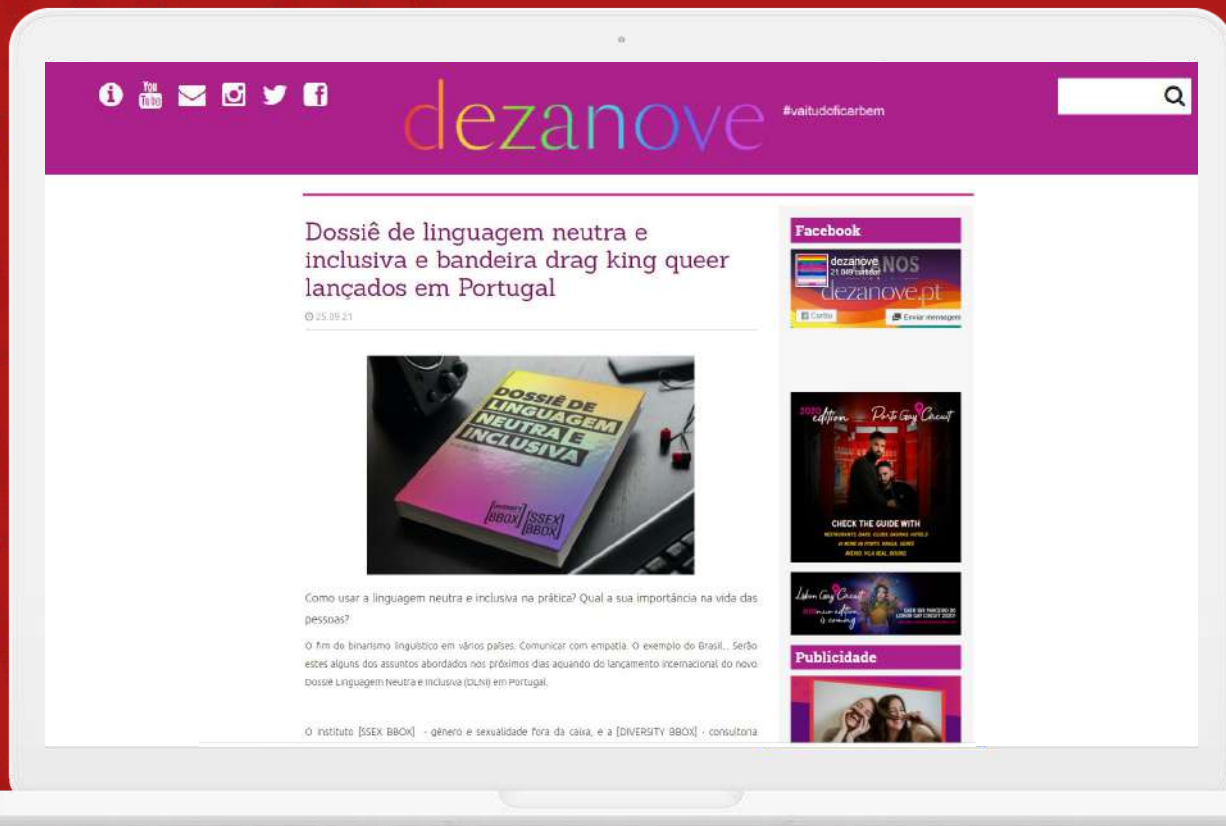 You
Tube
dezanove
#vaitudoficarbem
Dossiê de linguagem neutra e
inclusiva e bandeira drag king queer
lançados em Portugal
25.09.21
DOSSIÊ DE
LINGUAGEM
NEUTRA E
INCLUSIVA
[DIVERSITY BBOX] [SSEX BBOX]
Como usar a linguagem neutra e inclusiva na prática? Qual a sua importância na vida das
pessoas?
O fim do binarismo linguístico em vários países. Comunicar com empatia. O exemplo do Brasil... Serão
estes alguns dos assuntos abordados nos próximos dias aquando do lançamento internacional do novo
Dossiê Linguagem Neutra e Inclusiva (DLNI) em Portugal.
O Instituto [SSEX BBOX] - género e sexualidade fora da caixa, e a [DIVERSITY BBOX] - consultoria
Facebook
dezanove
NOS
dezanove.pt
Enviar mensagem
2020 edition Porto Gay Circuit
CHECK THE GUIDE WITH
Lisbon Gay Circuit
is coming
Publicidade